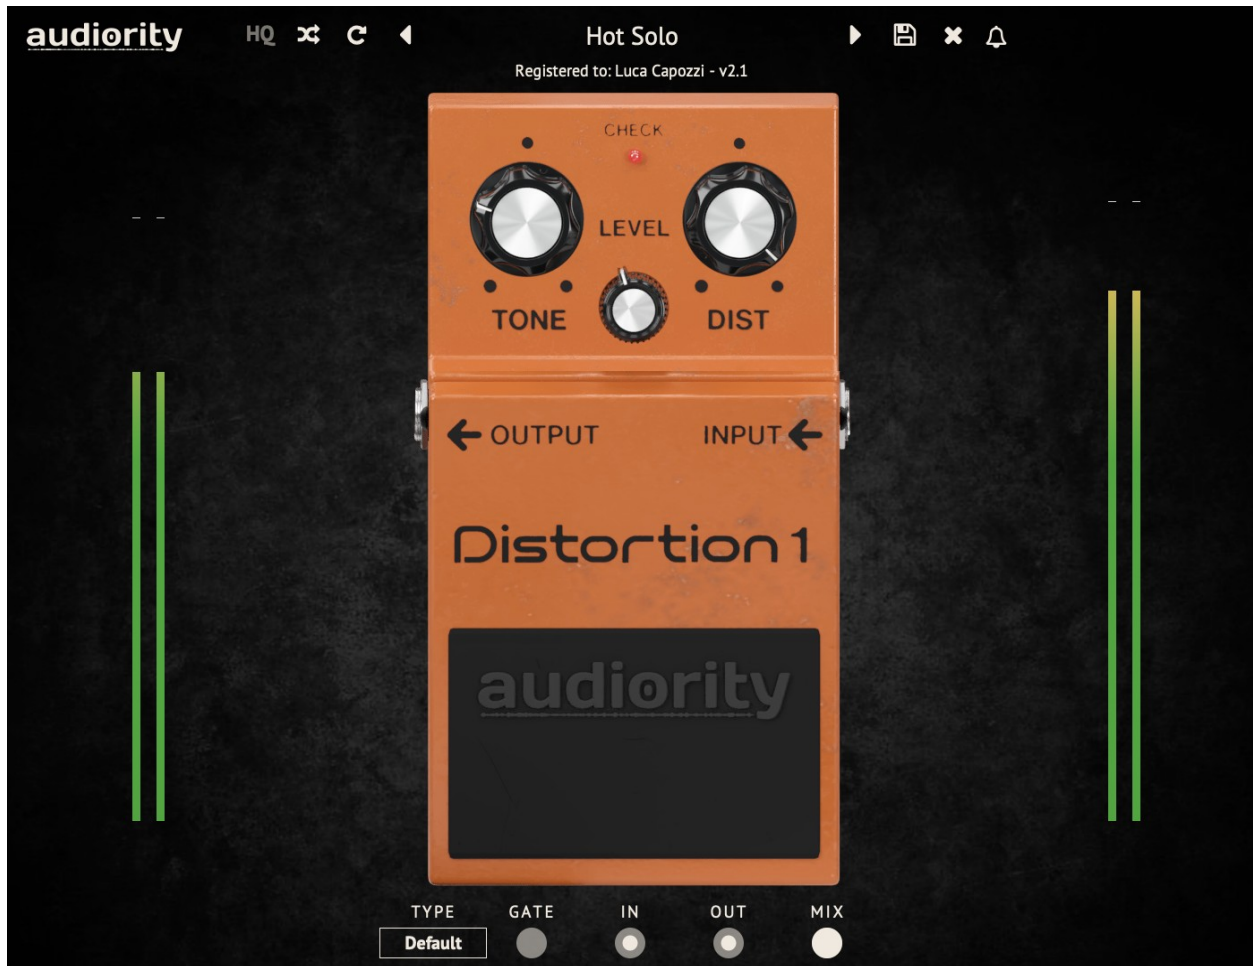 audiority
HQ
Hot Solo
Registered to: Luca Capozzi - v2.1
CHECK
LEVEL
TONE
DIST
OUTPUT
INPUT
Distortion 1
audiority
TYPE
GATE
IN
OUT
MIX
Default